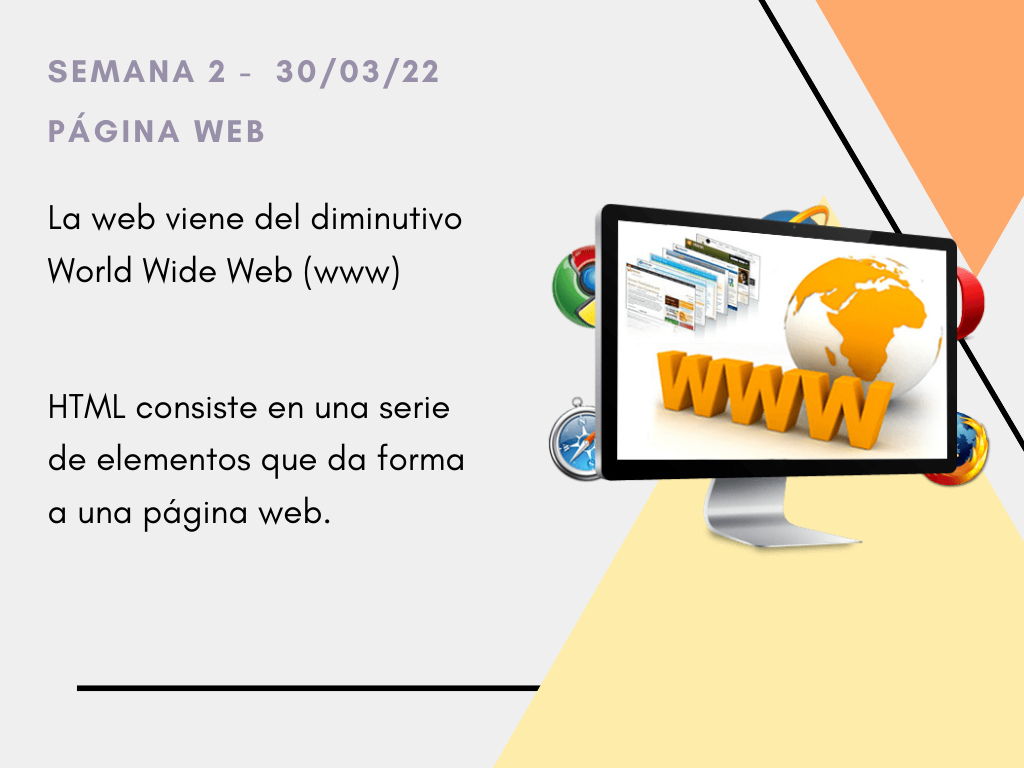 SEMANA 2 - 30/03/22
PÁGINA WEB
La web viene del diminutivo
World Wide Web (www)
HTML consiste en una serie
de elementos que da forma
a una página web.
WWW